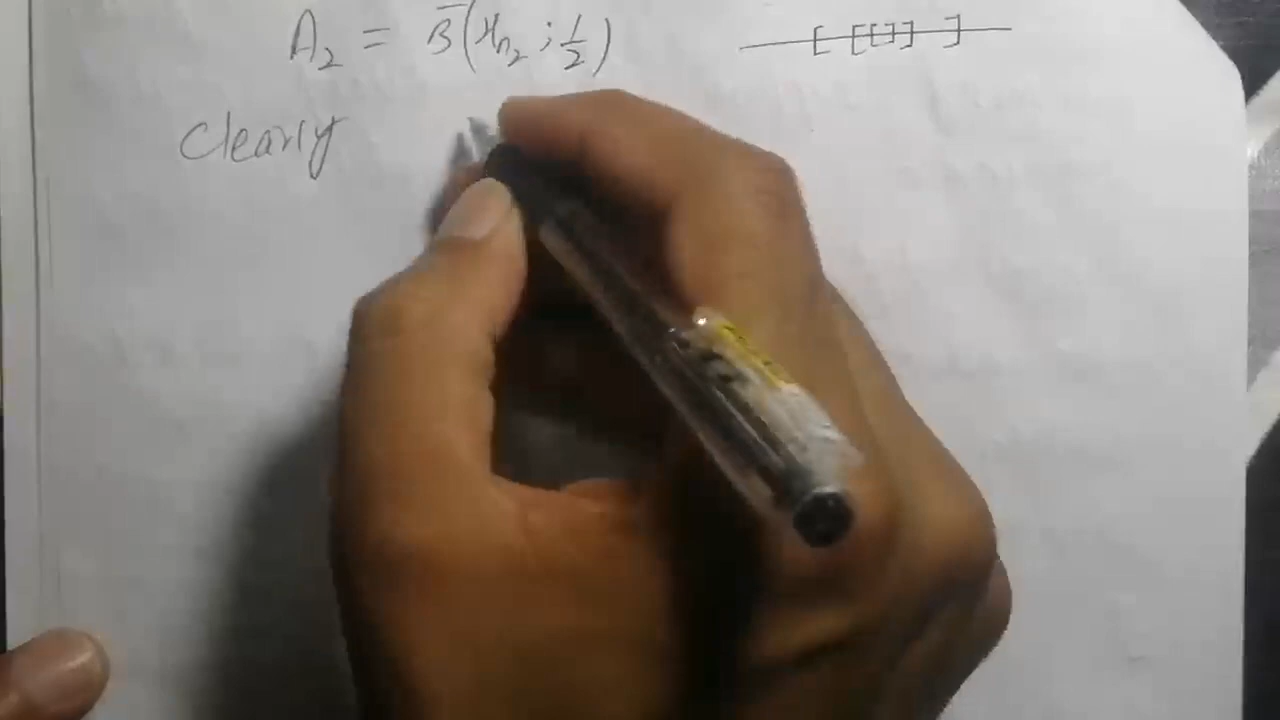 A₂ = B̅(x_{n₂} ; 1/2)
Clearly